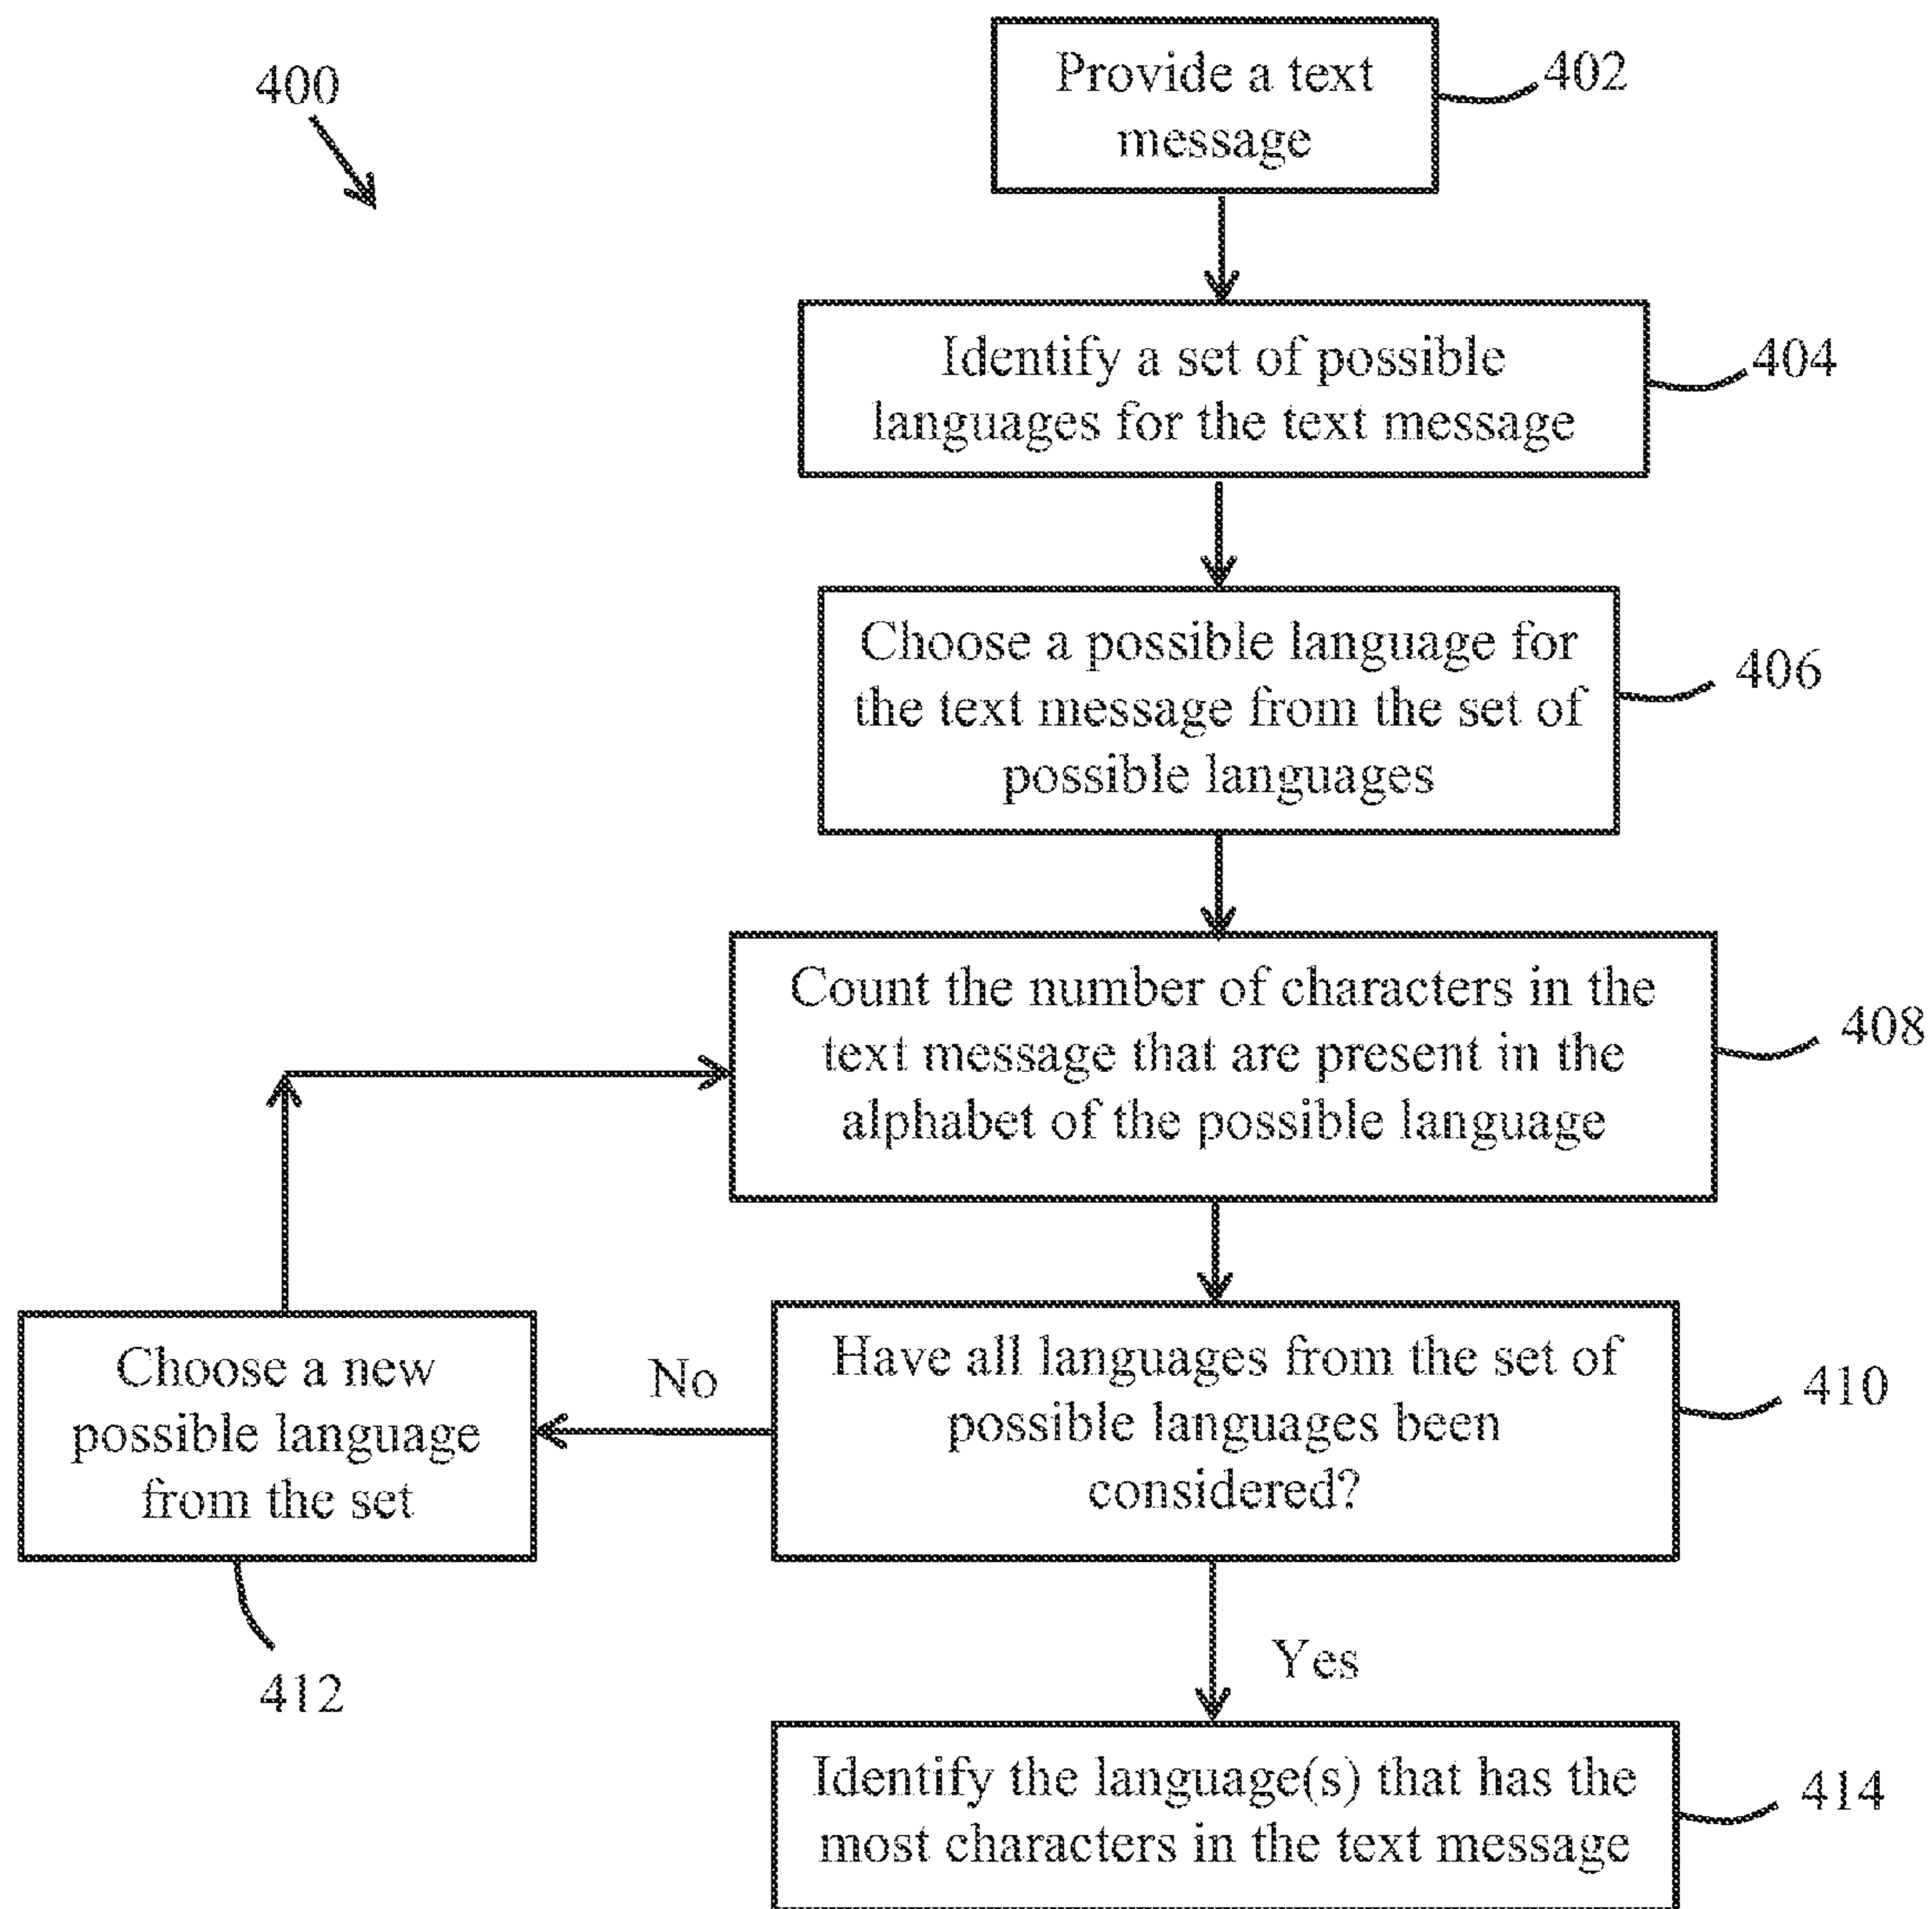 400
Provide a text
message
402
Identify a set of possible
languages for the text message
404
Choose a possible language for
the text message from the set of
possible languages
406
Count the number of characters in the
text message that are present in the
alphabet of the possible language
408
Choose a new
possible language
from the set
412
No
Have all languages from the set of
possible languages been
considered?
410
Yes
Identify the language(s) that has the
most characters in the text message
414